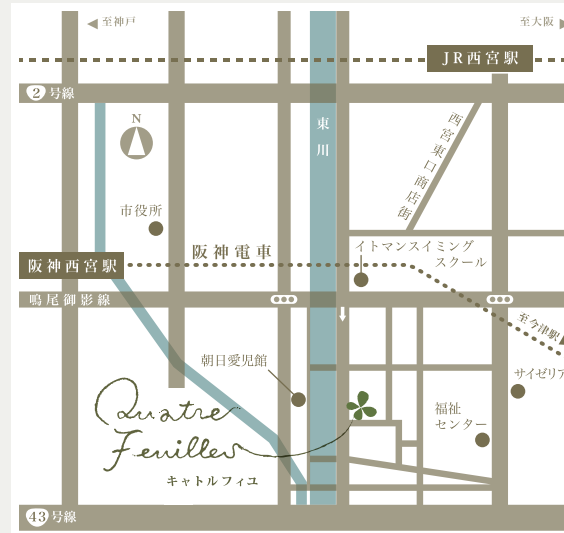 至神戸
至大阪
JR西宮駅
2号線
N
東川
西宮東口商店街
市役所
阪神電車
イトマンスイミング
スクール
阪神西宮駅
鳴尾御影線
至今津駅
朝日愛児館
サイゼリア
福祉
センター
Quatre
Feuilles
キャトルフィユ
43号線